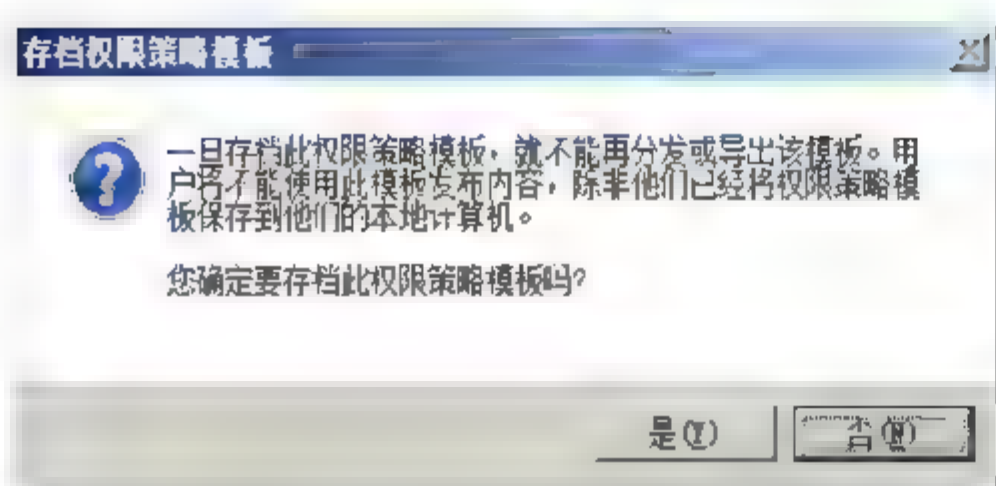 存档权限策略模板
一旦存档此权限策略模板，就不能再分发或导出该模板。用
户将不能使用此模板发布内容，除非他们已经将权限策略模
板保存到他们的本地计算机。
您确定要存档此权限策略模板吗?
是(Y)
否(N)